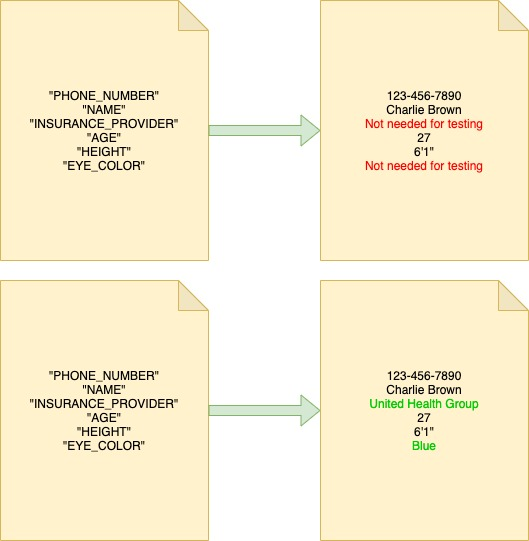 "PHONE_NUMBER"
"NAME"
"INSURANCE_PROVIDER"
"AGE"
"HEIGHT"
"EYE_COLOR"
123-456-7890
Charlie Brown
Not needed for testing
27
6'1"
Not needed for testing
"PHONE_NUMBER"
"NAME"
"INSURANCE_PROVIDER"
"AGE"
"HEIGHT"
"EYE_COLOR"
123-456-7890
Charlie Brown
United Health Group
27
6'1"
Blue